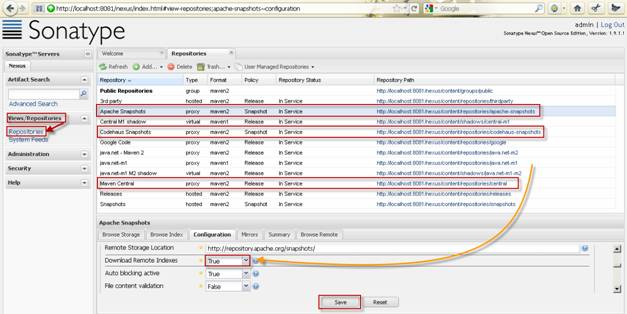 http://localhost:8081/nexus/index.html#view-repositories;apache-snapshots~configuration
Google
Sonatype
admin | Log Out
Sonatype Nexus™ Open Source Edition, Version: 1.9.1.1
Sonatype™ Servers
Nexus
Artifact Search
Advanced Search
Views/Repositories
Repositories
System Feeds
Administration
Security
Help
Welcome Repositories
Refresh Add... Delete Trash... User Managed Repositories
Repository Type Format Policy Repository Status Repository Path
Public Repositories group maven2 http://localhost:8081/nexus/content/groups/public
3rd party hosted maven2 Release In Service http://localhost:8081/nexus/content/repositories/thirdparty
Apache Snapshots proxy maven2 Snapshot In Service http://localhost:8081/nexus/content/repositories/apache-snapshots
Central M1 shadow virtual maven1 Release In Service http://localhost:8081/nexus/content/shadows/central-m1
Codehaus Snapshots proxy maven2 Snapshot In Service http://localhost:8081/nexus/content/repositories/codehaus-snapshots
Google Code proxy maven2 Release In Service http://localhost:8081/nexus/content/repositories/google
java.net - Maven 2 proxy maven2 Release In Service http://localhost:8081/nexus/content/repositories/java.net-m2
java.net-m1 proxy maven1 Release In Service http://localhost:8081/nexus/content/repositories/java.net-m1
java.net-m1 M2 shadow virtual maven2 Release In Service http://localhost:8081/nexus/content/shadows/java.net-m1-m2
Maven Central proxy maven2 Release In Service http://localhost:8081/nexus/content/repositories/central
Releases hosted maven2 Release In Service http://localhost:8081/nexus/content/repositories/releases
Snapshots hosted maven2 Snapshot In Service http://localhost:8081/nexus/content/repositories/snapshots
Apache Snapshots
Browse Storage Browse Index Configuration Mirrors Summary Browse Remote
Remote Storage Location http://repository.apache.org/snapshots/
Download Remote Indexes True
Auto blocking active True
File content validation False
Save Reset